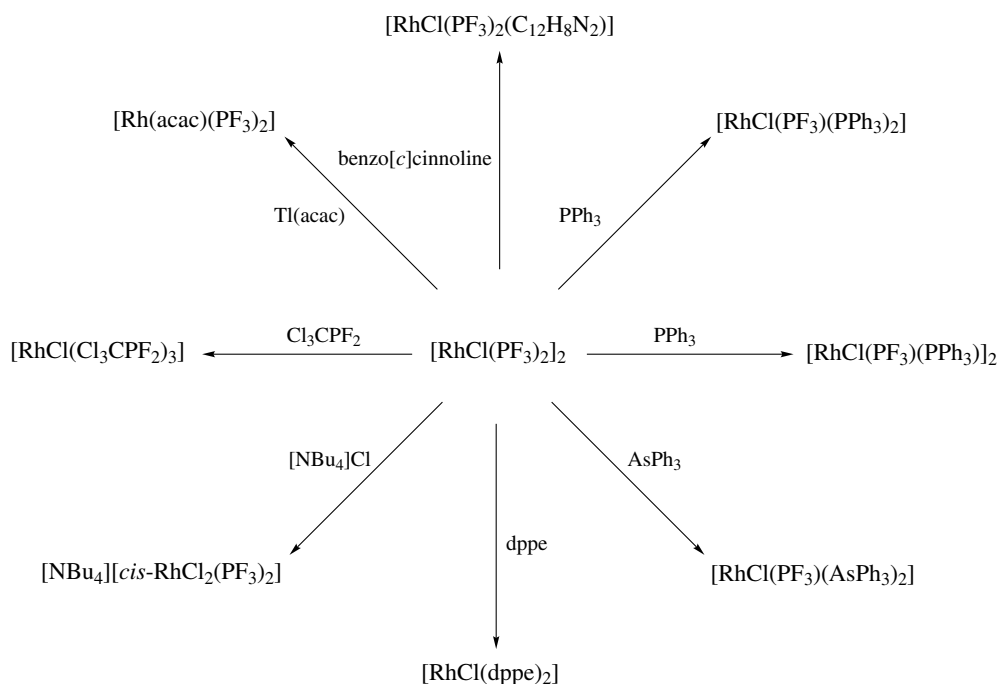 [RhCl(PF₃)₂(C₁₂H₈N₂)]
[Rh(acac)(PF₃)₂]
[RhCl(PF₃)(PPh₃)₂]
benzo[c]cinnoline
Tl(acac)
PPh₃
[RhCl(Cl₃CPF₂)₃]
Cl₃CPF₂
[RhCl(PF₃)₂]₂
PPh₃
[RhCl(PF₃)(PPh₃)]₂
[NBu₄]Cl
AsPh₃
dppe
[NBu₄][cis-RhCl₂(PF₃)₂]
[RhCl(PF₃)(AsPh₃)₂]
[RhCl(dppe)₂]